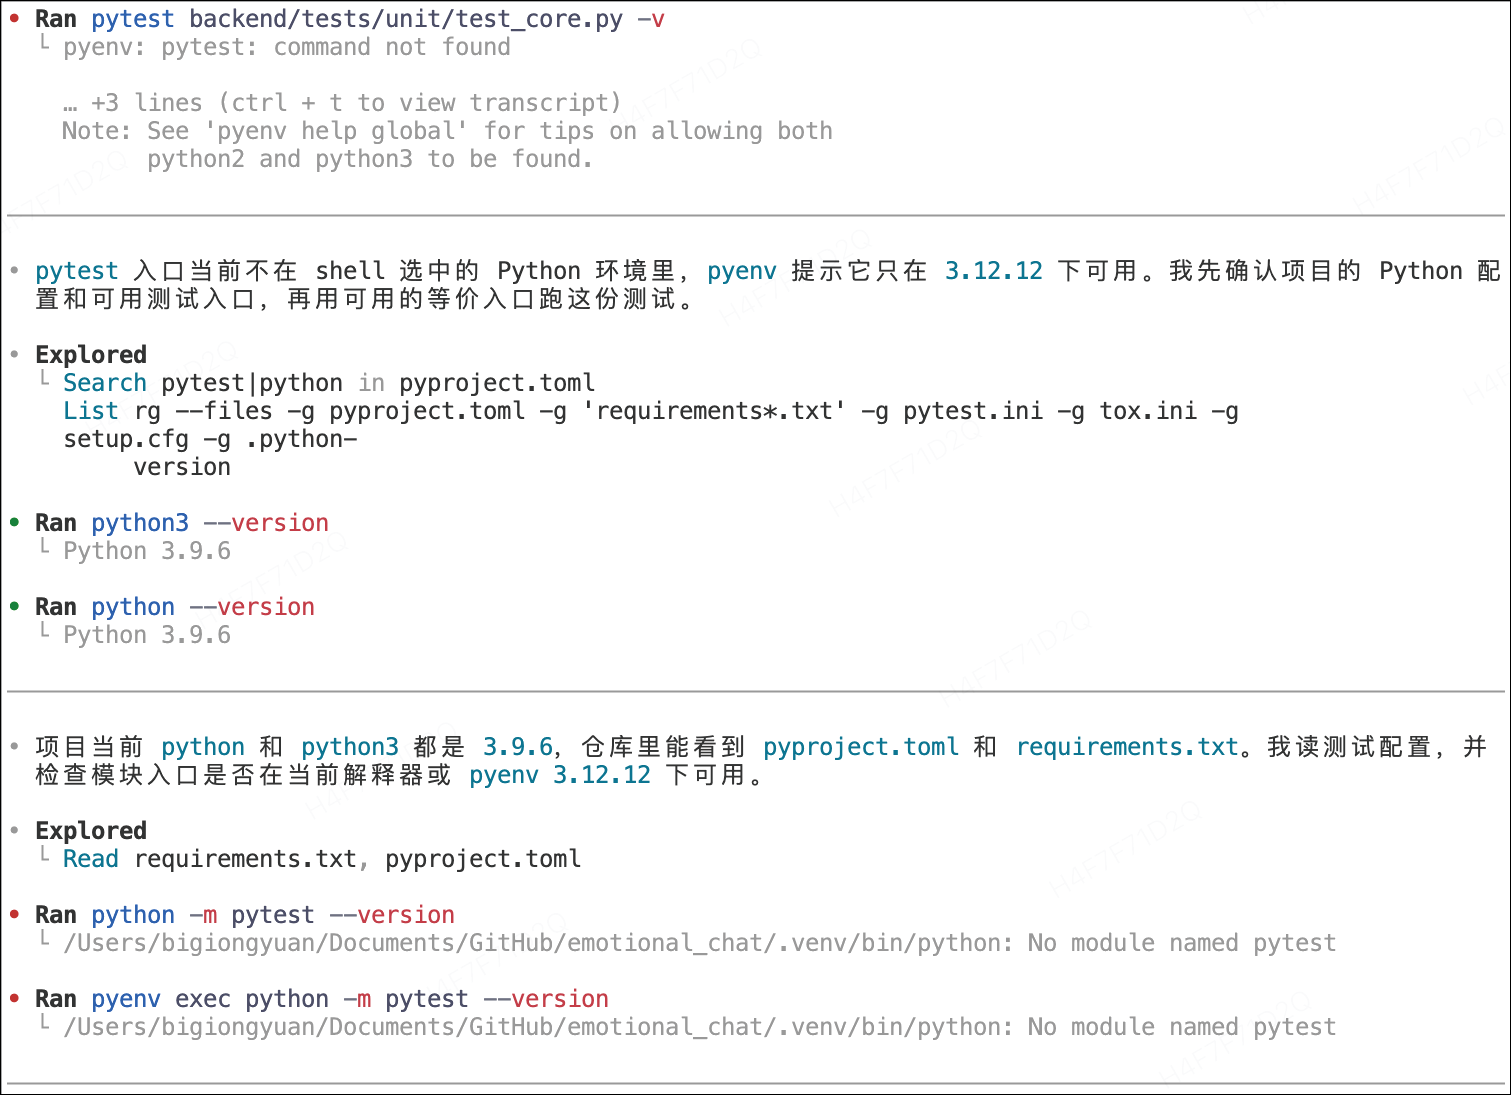 • Ran pytest backend/tests/unit/test_core.py -v
└ pyenv: pytest: command not found
… +3 lines (ctrl + t to view transcript)
Note: See 'pyenv help global' for tips on allowing both
python2 and python3 to be found.
• pytest 入口当前不在 shell 选中的 Python 环境里，pyenv 提示它只在 3.12.12 下可用。我先确认项目的 Python 配
置和可用测试入口，再用可用的等价入口跑这份测试。
• Explored
└ Search pytest|python in pyproject.toml
List rg --files -g pyproject.toml -g 'requirements*.txt' -g pytest.ini -g tox.ini -g
setup.cfg -g .python-
version
• Ran python3 --version
└ Python 3.9.6
• Ran python --version
└ Python 3.9.6
• 项目当前 python 和 python3 都是 3.9.6，仓库里能看到 pyproject.toml 和 requirements.txt。我读测试配置，并
检查模块入口是否在当前解释器或 pyenv 3.12.12 下可用。
• Explored
└ Read requirements.txt, pyproject.toml
• Ran python -m pytest --version
└ /Users/bigiongyuan/Documents/GitHub/emotional_chat/.venv/bin/python: No module named pytest
• Ran pyenv exec python -m pytest --version
└ /Users/bigiongyuan/Documents/GitHub/emotional_chat/.venv/bin/python: No module named pytest
H4F7F71D2Q